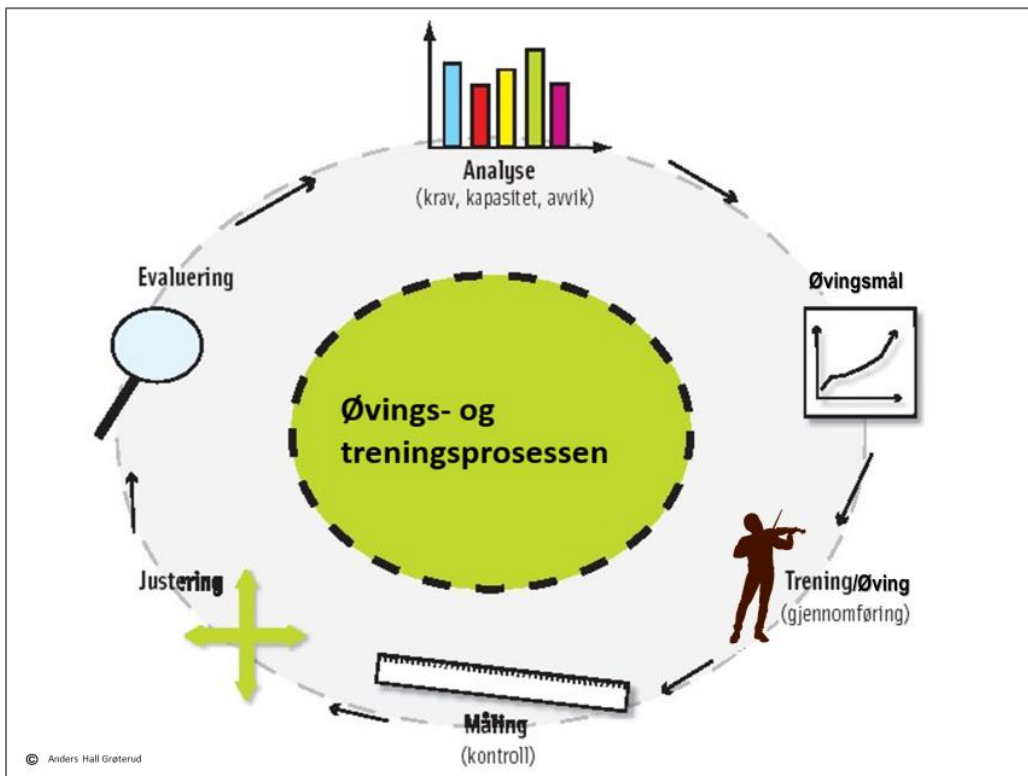 Analyse
(krav, kapasitet, avvik)
Øvingsmål
Trening/Øving
(gjennomføring)
Måling
(kontroll)
Justering
Evaluering
Øvings- og
treningsprosessen
© Anders Hall Grøterud